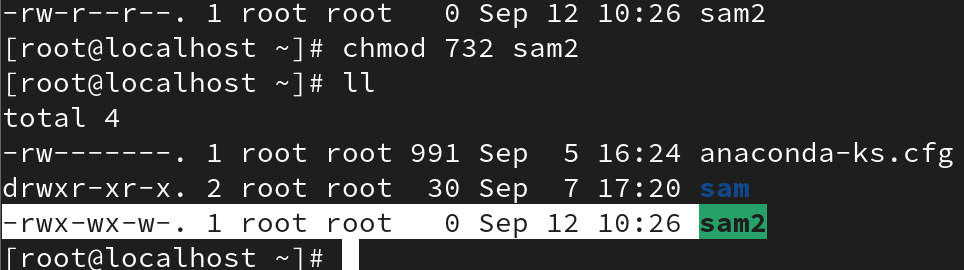 -rw-r--r--. 1 root root   0 Sep 12 10:26 sam2
[root@localhost ~]# chmod 732 sam2
[root@localhost ~]# ll
total 4
-rw-------. 1 root root 991 Sep  5 16:24 anaconda-ks.cfg
drwxr-xr-x. 2 root root  30 Sep  7 17:20 sam
-rwx-wx-w-. 1 root root   0 Sep 12 10:26 sam2
[root@localhost ~]#